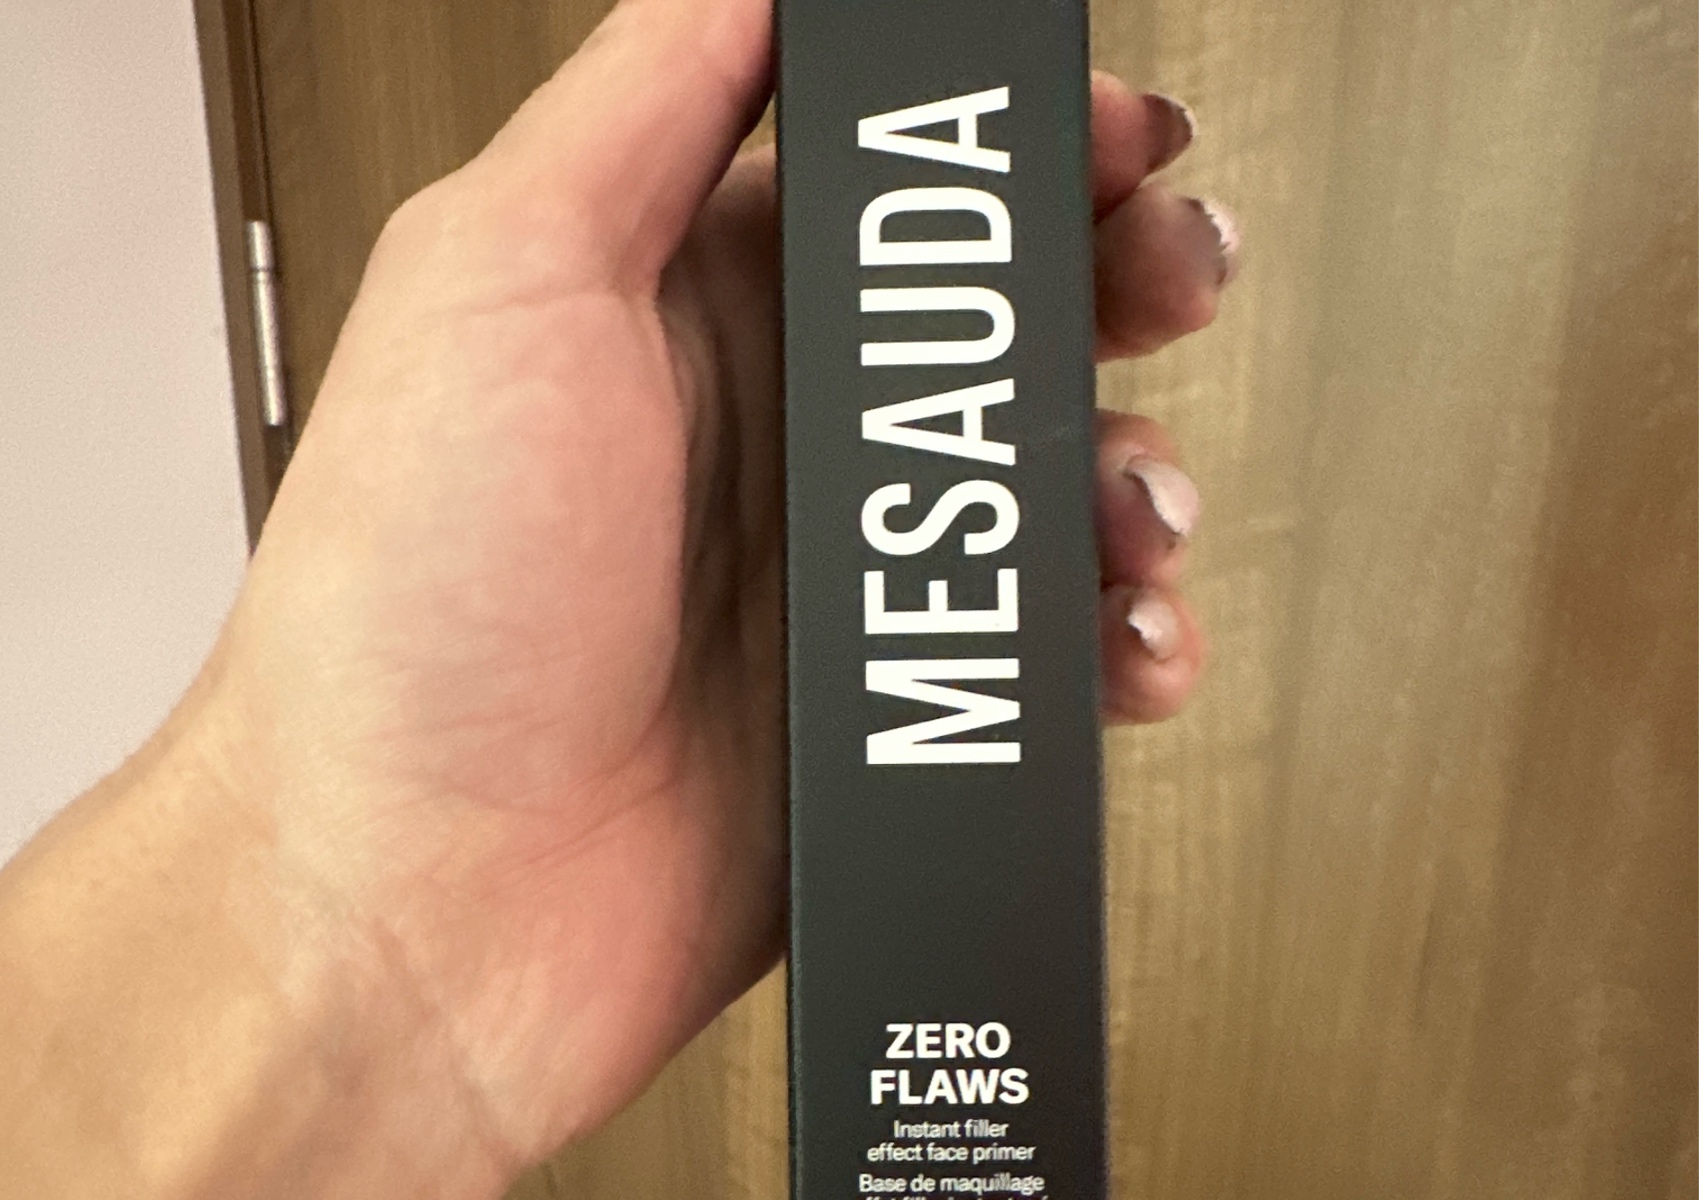 MESAUDA
ZERO
FLAWS
Instant filler
effect face primer
Base de maquillage